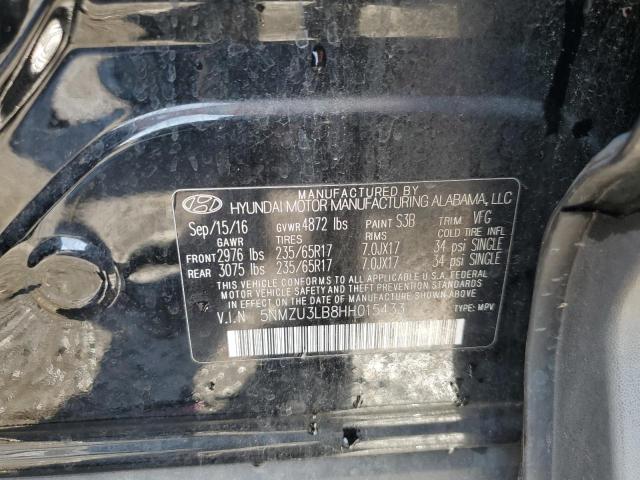 MANUFACTURED BY
HYUNDAI MOTOR MANUFACTURING ALABAMA, LLC
Sep/15/16 GVWR 4872 lbs PAINT S3B TRIM VFG
GAWR TIRES RIMS COLD TIRE INFL
FRONT 2976 lbs 235/65R17 7.0JX17 34 psi SINGLE
REAR 3075 lbs 235/65R17 7.0JX17 34 psi SINGLE
THIS VEHICLE CONFORMS TO ALL APPLICABLE U.S.A. FEDERAL
MOTOR VEHICLE SAFETY, BUMPER, AND THEFT PREVENTION
STANDARDS IN EFFECT ON THE DATE OF MANUFACTURE
SHOWN ABOVE.
V.I.N 5NMZU3LB8HH015433 TYPE: MPV